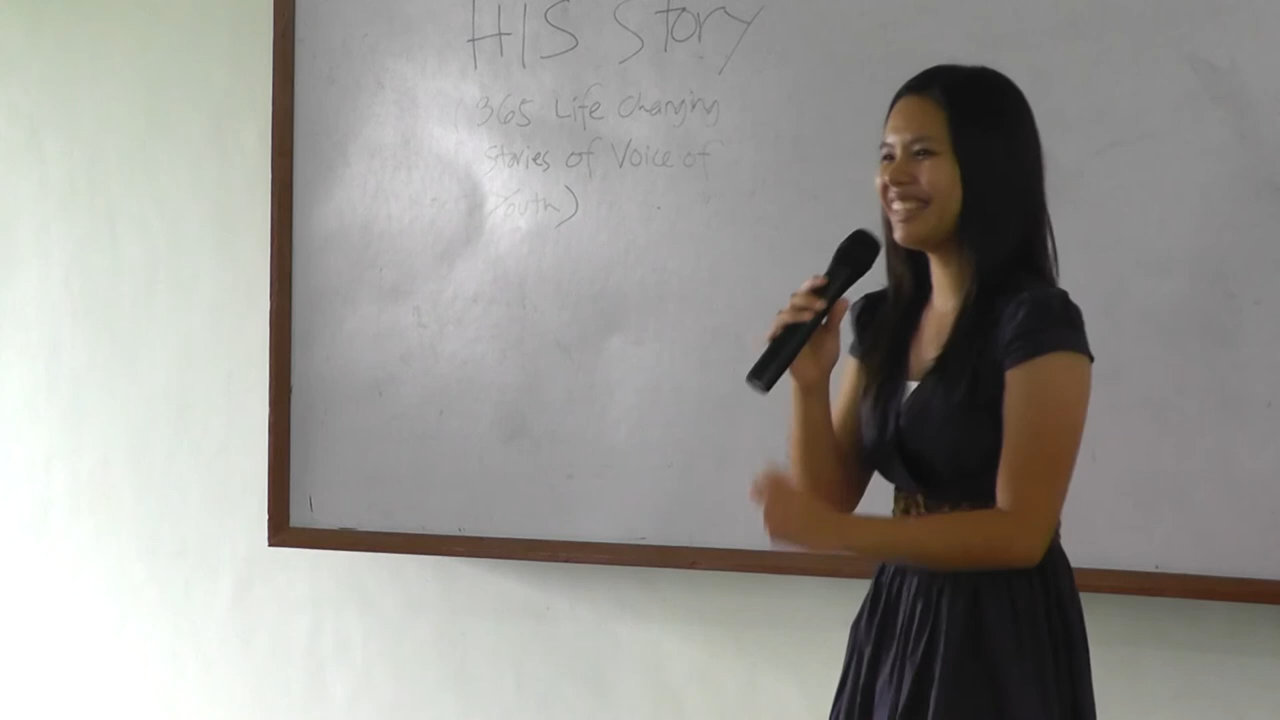 HIS Story
(365 Life Changing
stories of Voice of
Youth)